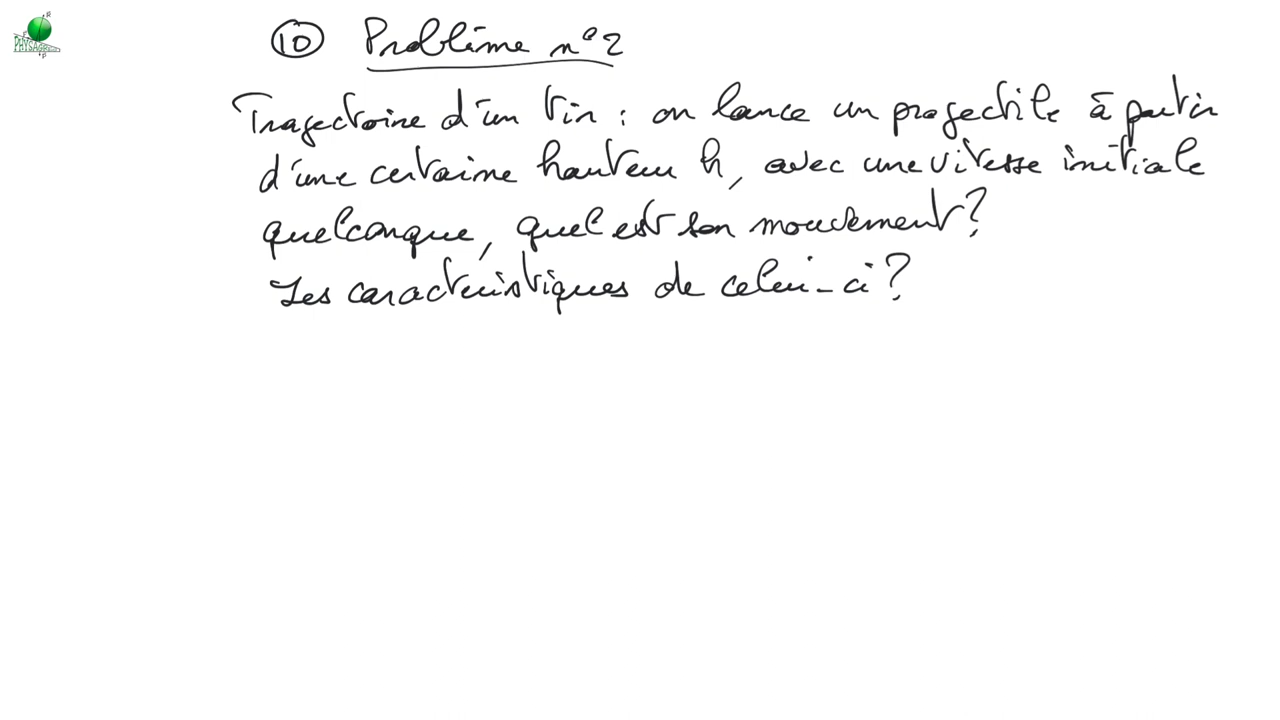 PHYSAGREG
10 Problème n°2
Trajectoire d'un tir : on lance un projectile à partir
d'une certaine hauteur h, avec une vitesse initiale
quelconque, quel est son mouvement ?
Les caractéristiques de celui-ci ?